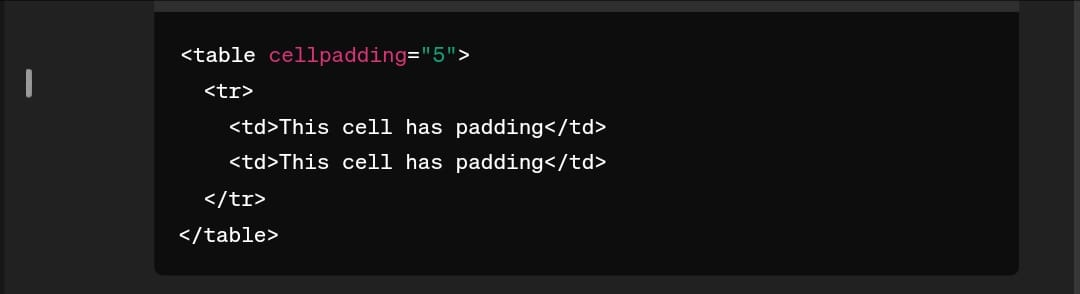 <table cellpadding="5">
  <tr>
    <td>This cell has padding</td>
    <td>This cell has padding</td>
  </tr>
</table>